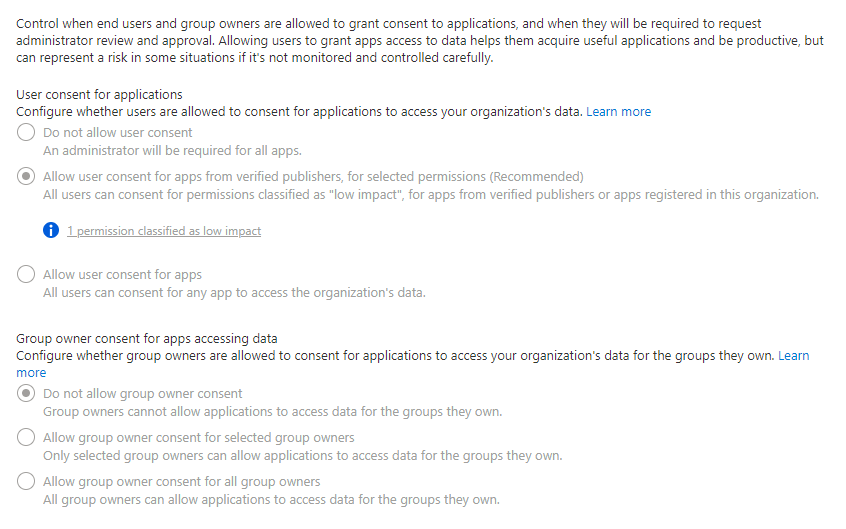 Control when end users and group owners are allowed to grant consent to applications, and when they will be required to request
administrator review and approval. Allowing users to grant apps access to data helps them acquire useful applications and be productive, but
can represent a risk in some situations if it's not monitored and controlled carefully.
User consent for applications
Configure whether users are allowed to consent for applications to access your organization's data. Learn more
Do not allow user consent
An administrator will be required for all apps.
Allow user consent for apps from verified publishers, for selected permissions (Recommended)
All users can consent for permissions classified as "low impact", for apps from verified publishers or apps registered in this organization.
1 permission classified as low impact
Allow user consent for apps
All users can consent for any app to access the organization's data.
Group owner consent for apps accessing data
Configure whether group owners are allowed to consent for applications to access your organization's data for the groups they own. Learn
more
Do not allow group owner consent
Group owners cannot allow applications to access data for the groups they own.
Allow group owner consent for selected group owners
Only selected group owners can allow applications to access data for the groups they own.
Allow group owner consent for all group owners
All group owners can allow applications to access data for the groups they own.